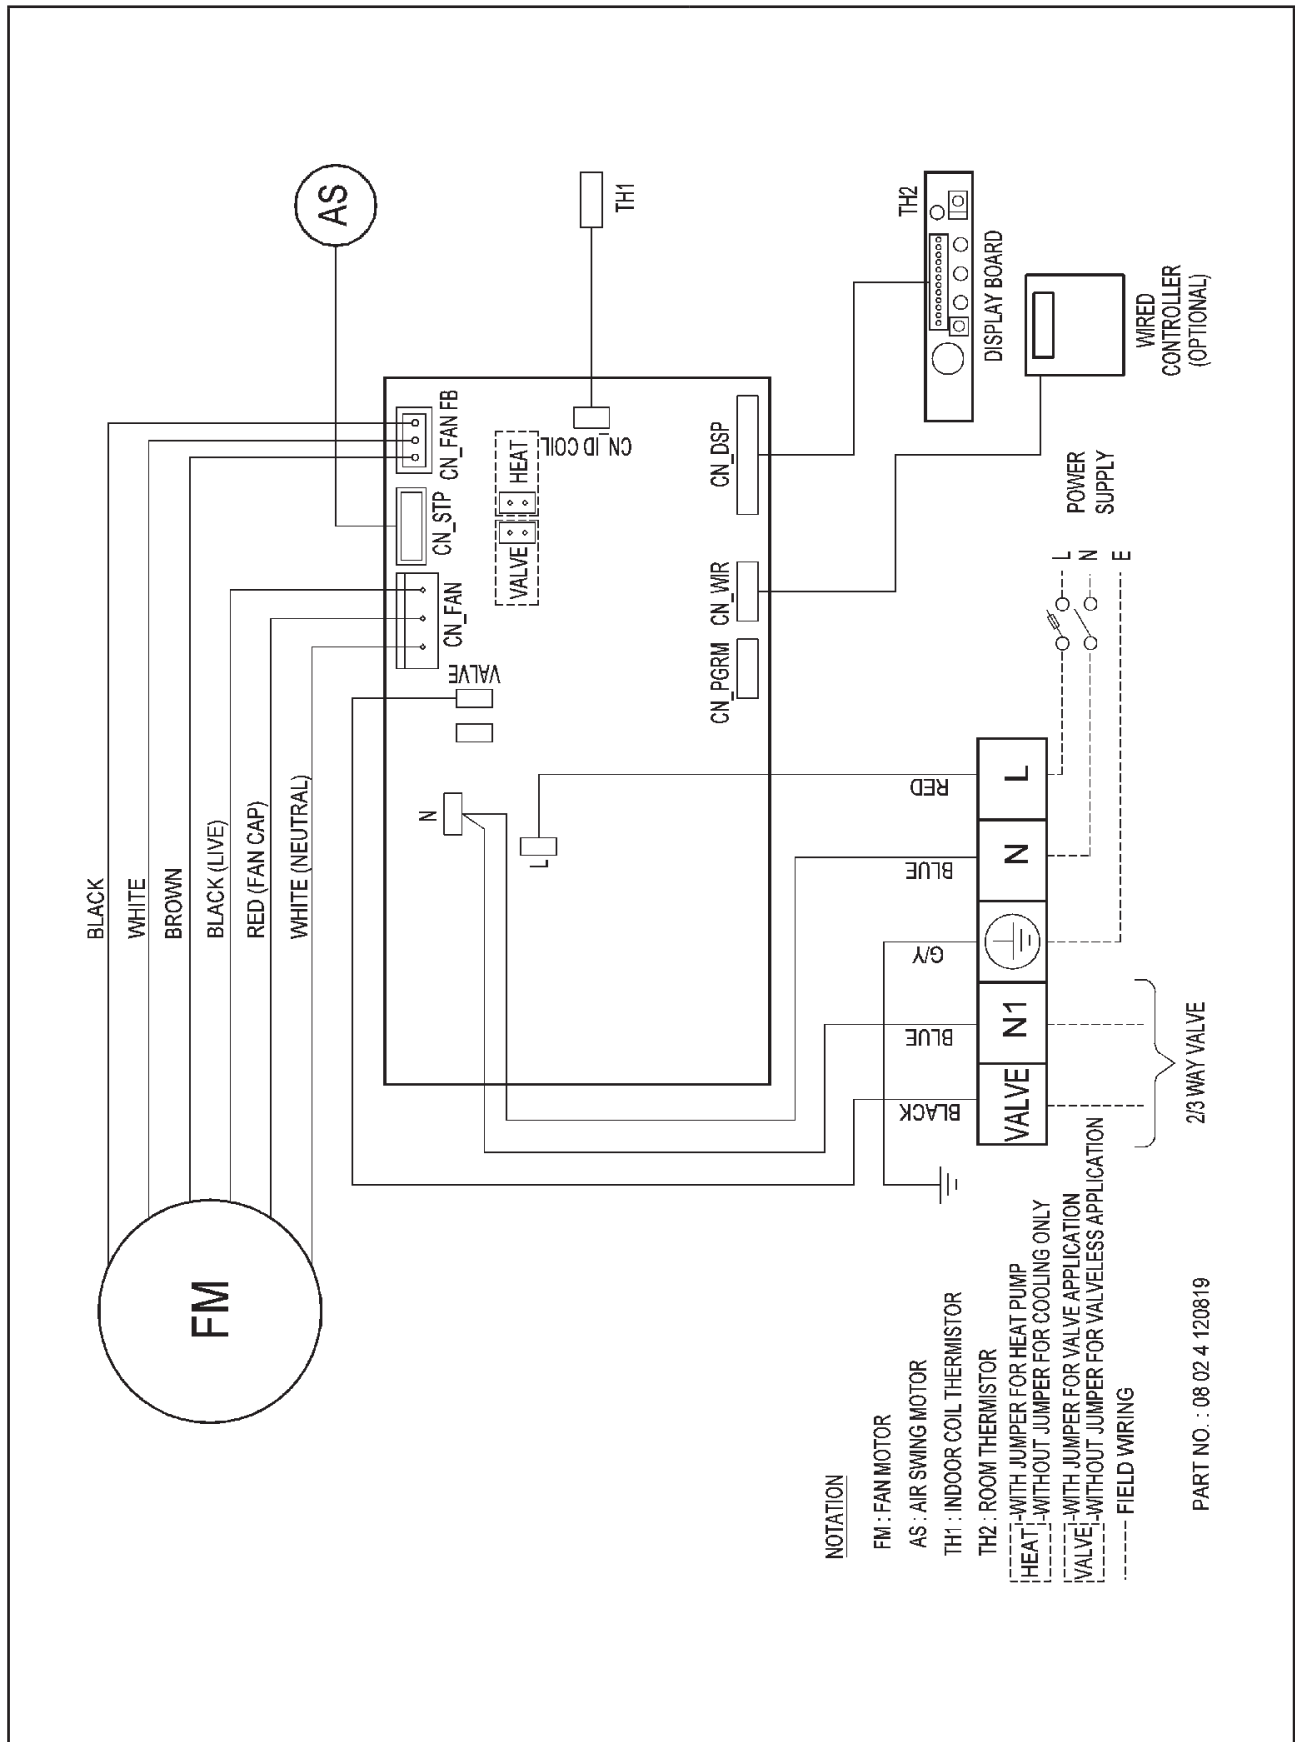 BLACK
WHITE
BROWN
BLACK (LIVE)
RED (FAN CAP)
WHITE (NEUTRAL)
FM
AS
CN_FAN FB
CN_STP
CN_FAN
VALVE
HEAT
VALVE
CN_ID COIL
TH1
N
L
CN_PGRM
CN_WIR
CN_DSP
TH2
DISPLAY BOARD
WIRED
CONTROLLER
(OPTIONAL)
POWER
SUPPLY
L
N
E
RED
BLUE
G/Y
BLUE
BLACK
VALVE
N1
N
L
2/3 WAY VALVE
NOTATION
FM : FAN MOTOR
AS : AIR SWING MOTOR
TH1 : INDOOR COIL THERMISTOR
TH2 : ROOM THERMISTOR
HEAT
-WITH JUMPER FOR HEAT PUMP
-WITHOUT JUMPER FOR COOLING ONLY
VALVE
-WITH JUMPER FOR VALVE APPLICATION
-WITHOUT JUMPER FOR VALVELESS APPLICATION
------ FIELD WIRING
PART NO. : 08 02 4 120819